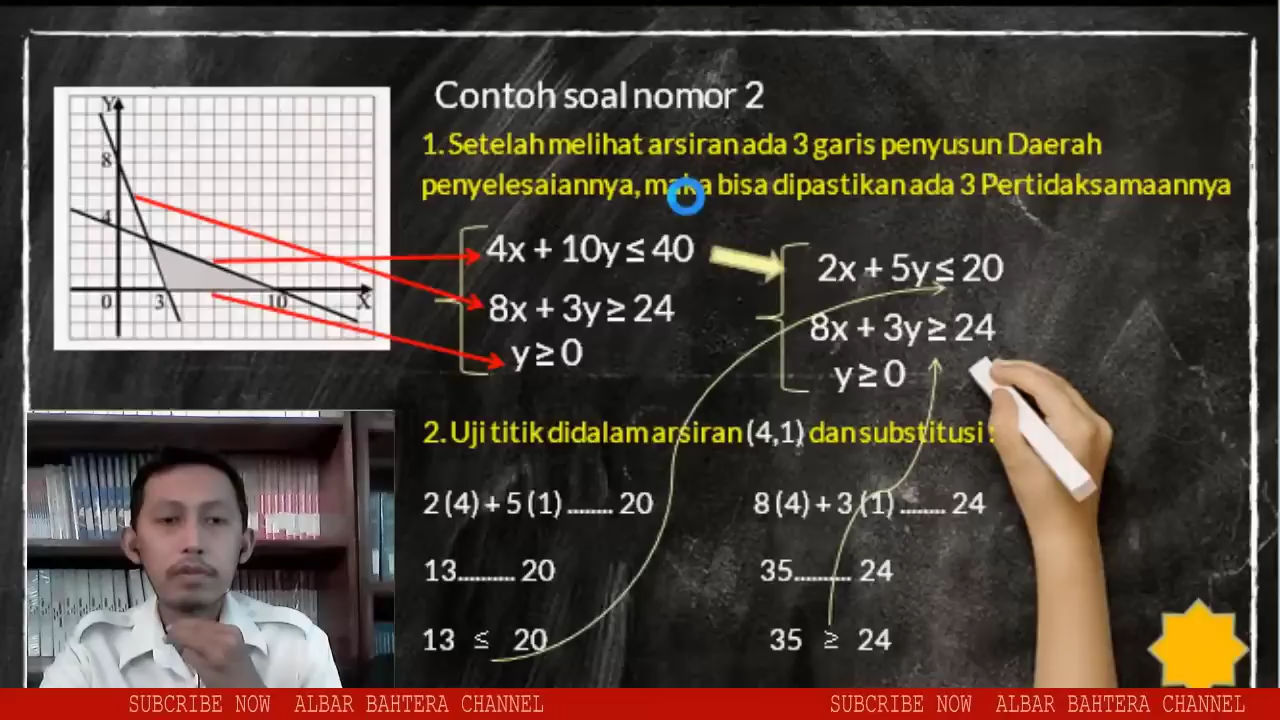 Contoh soal nomor 2
1. Setelah melihat arsiran ada 3 garis penyusun Daerah
penyelesaiannya, maka bisa dipastikan ada 3 Pertidaksamaannya
Y
8
4
0
3
10
X
4x + 10y ≤ 40
8x + 3y ≥ 24
y ≥ 0
2x + 5y ≤ 20
8x + 3y ≥ 24
y ≥ 0
2. Uji titik didalam arsiran (4,1) dan substitusi :
2 (4) + 5 (1) ........ 20
8 (4) + 3 (1) ........ 24
13.......... 20
35.......... 24
13 ≤ 20
35 ≥ 24
SUBCRIBE NOW ALBAR BAHTERA CHANNEL
SUBCRIBE NOW ALBAR BAHTERA CHANNEL